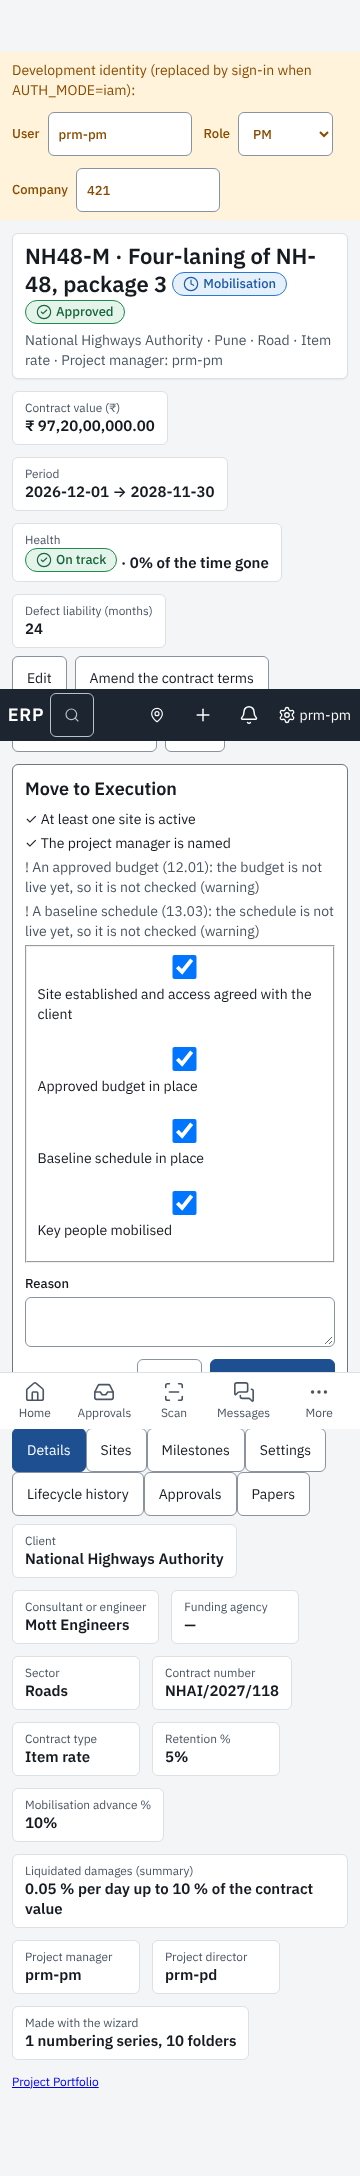 Development identity (replaced by sign-in when
AUTH_MODE=iam):
User prm-pm Role PM
Company 421
NH48-M · Four-laning of NH-
48, package 3 Mobilisation
Approved
National Highways Authority · Pune · Road · Item
rate · Project manager: prm-pm
Contract value (₹)
₹ 97,20,00,000.00
Period
2026-12-01 → 2028-11-30
Health
On track · 0% of the time gone
Defect liability (months)
24
Edit Amend the contract terms
ERP prm-pm
Move to Execution
✓ At least one site is active
✓ The project manager is named
! An approved budget (12.01): the budget is not
live yet, so it is not checked (warning)
! A baseline schedule (13.03): the schedule is not
live yet, so it is not checked (warning)
Site established and access agreed with the
client
Approved budget in place
Baseline schedule in place
Key people mobilised
Reason
Home Approvals Scan Messages More
Details Sites Milestones Settings
Lifecycle history Approvals Papers
Client
National Highways Authority
Consultant or engineer Funding agency
Mott Engineers —
Sector Contract number
Roads NHAI/2027/118
Contract type Retention %
Item rate 5%
Mobilisation advance %
10%
Liquidated damages (summary)
0.05 % per day up to 10 % of the contract
value
Project manager Project director
prm-pm prm-pd
Made with the wizard
1 numbering series, 10 folders
Project Portfolio